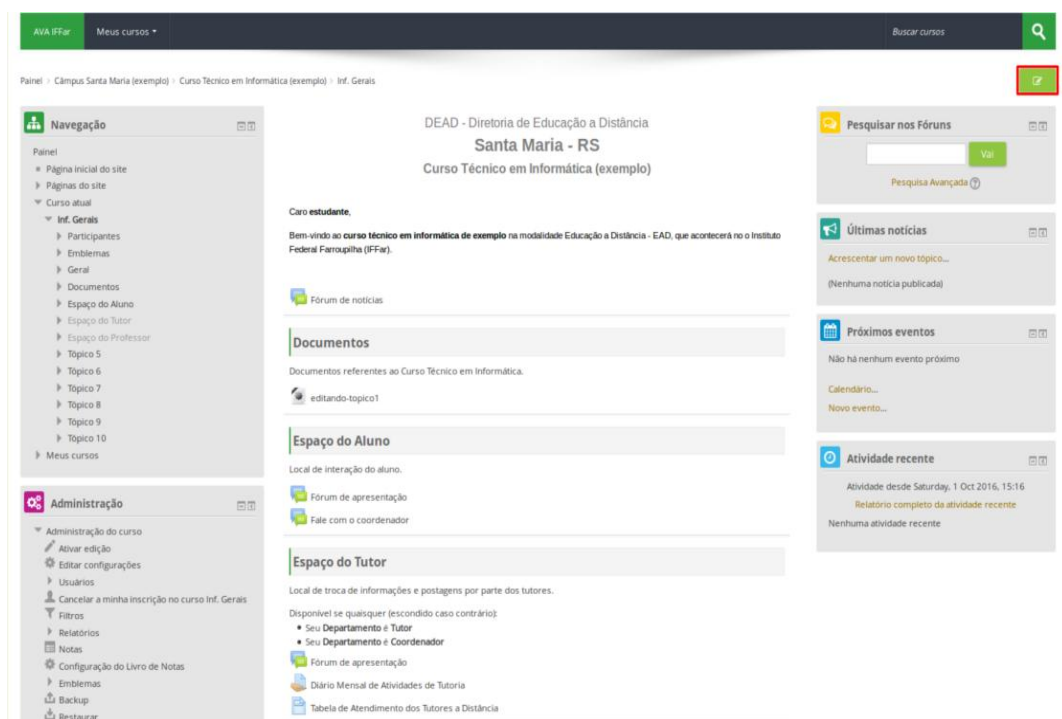 AVA IFFar
Meus cursos
Buscar cursos
Painel > Câmpus Santa Maria (exemplo) > Curso Técnico em Informática (exemplo) > Inf. Gerais
Navegação
Painel
Página inicial do site
Páginas do site
Curso atual
Inf. Gerais
Participantes
Emblemas
Geral
Documentos
Espaço do Aluno
Espaço do Tutor
Espaço do Professor
Tópico 5
Tópico 6
Tópico 7
Tópico 8
Tópico 9
Tópico 10
Meus cursos
Administração
Administração do curso
Ativar edição
Editar configurações
Usuários
Cancelar a minha inscrição no curso Inf. Gerais
Filtros
Relatórios
Notas
Configuração do Livro de Notas
Emblemas
Backup
Restaurar
DEAD - Diretoria de Educação a Distância
Santa Maria - RS
Curso Técnico em Informática (exemplo)
Caro estudante,
Bem-vindo ao curso técnico em informática de exemplo na modalidade Educação a Distância - EAD, que acontecerá no o Instituto
Federal Farroupilha (IFFar).
Fórum de notícias
Documentos
Documentos referentes ao Curso Técnico em Informática.
editando-topico1
Espaço do Aluno
Local de interação do aluno.
Fórum de apresentação
Fale com o coordenador
Espaço do Tutor
Local de troca de informações e postagens por parte dos tutores.
Disponível se quaisquer (escondido caso contrário):
Seu Departamento é Tutor
Seu Departamento é Coordenador
Fórum de apresentação
Diário Mensal de Atividades de Tutoria
Tabela de Atendimento dos Tutores a Distância
Pesquisar nos Fóruns
Vai
Pesquisa Avançada ?
Últimas notícias
Acrescentar um novo tópico...
(Nenhuma notícia publicada)
Próximos eventos
Não há nenhum evento próximo
Calendário...
Novo evento...
Atividade recente
Atividade desde Saturday, 1 Oct 2016, 15:16
Relatório completo da atividade recente
Nenhuma atividade recente